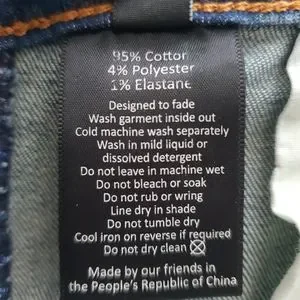 95% Cotton
4% Polyester
1% Elastane
Designed to fade
Wash garment inside out
Cold machine wash separately
Wash in mild liquid or
dissolved detergent
Do not leave in machine wet
Do not bleach or soak
Do not rub or wring
Line dry in shade
Do not tumble dry
Cool iron on reverse if required
Do not dry clean
Made by our friends in
the People's Republic of China